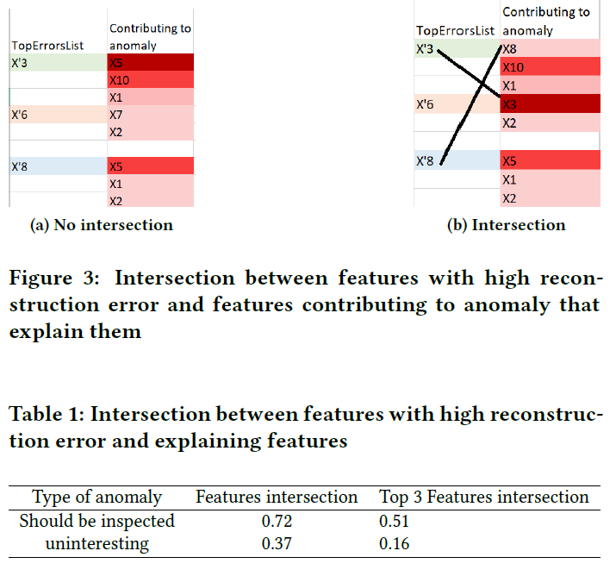 TopErrorsList Contributing to anomaly
X'3 X5
X10
X1
X'6 X7
X2
X'8 X5
X1
X2
(a) No intersection
TopErrorsList Contributing to anomaly
X'3 X8
X10
X1
X'6 X3
X2
X'8 X5
X1
X2
(b) Intersection
Figure 3: Intersection between features with high recon-
struction error and features contributing to anomaly that
explain them
Table 1: Intersection between features with high reconstruc-
tion error and explaining features
Type of anomaly Features intersection Top 3 Features intersection
Should be inspected 0.72 0.51
uninteresting 0.37 0.16